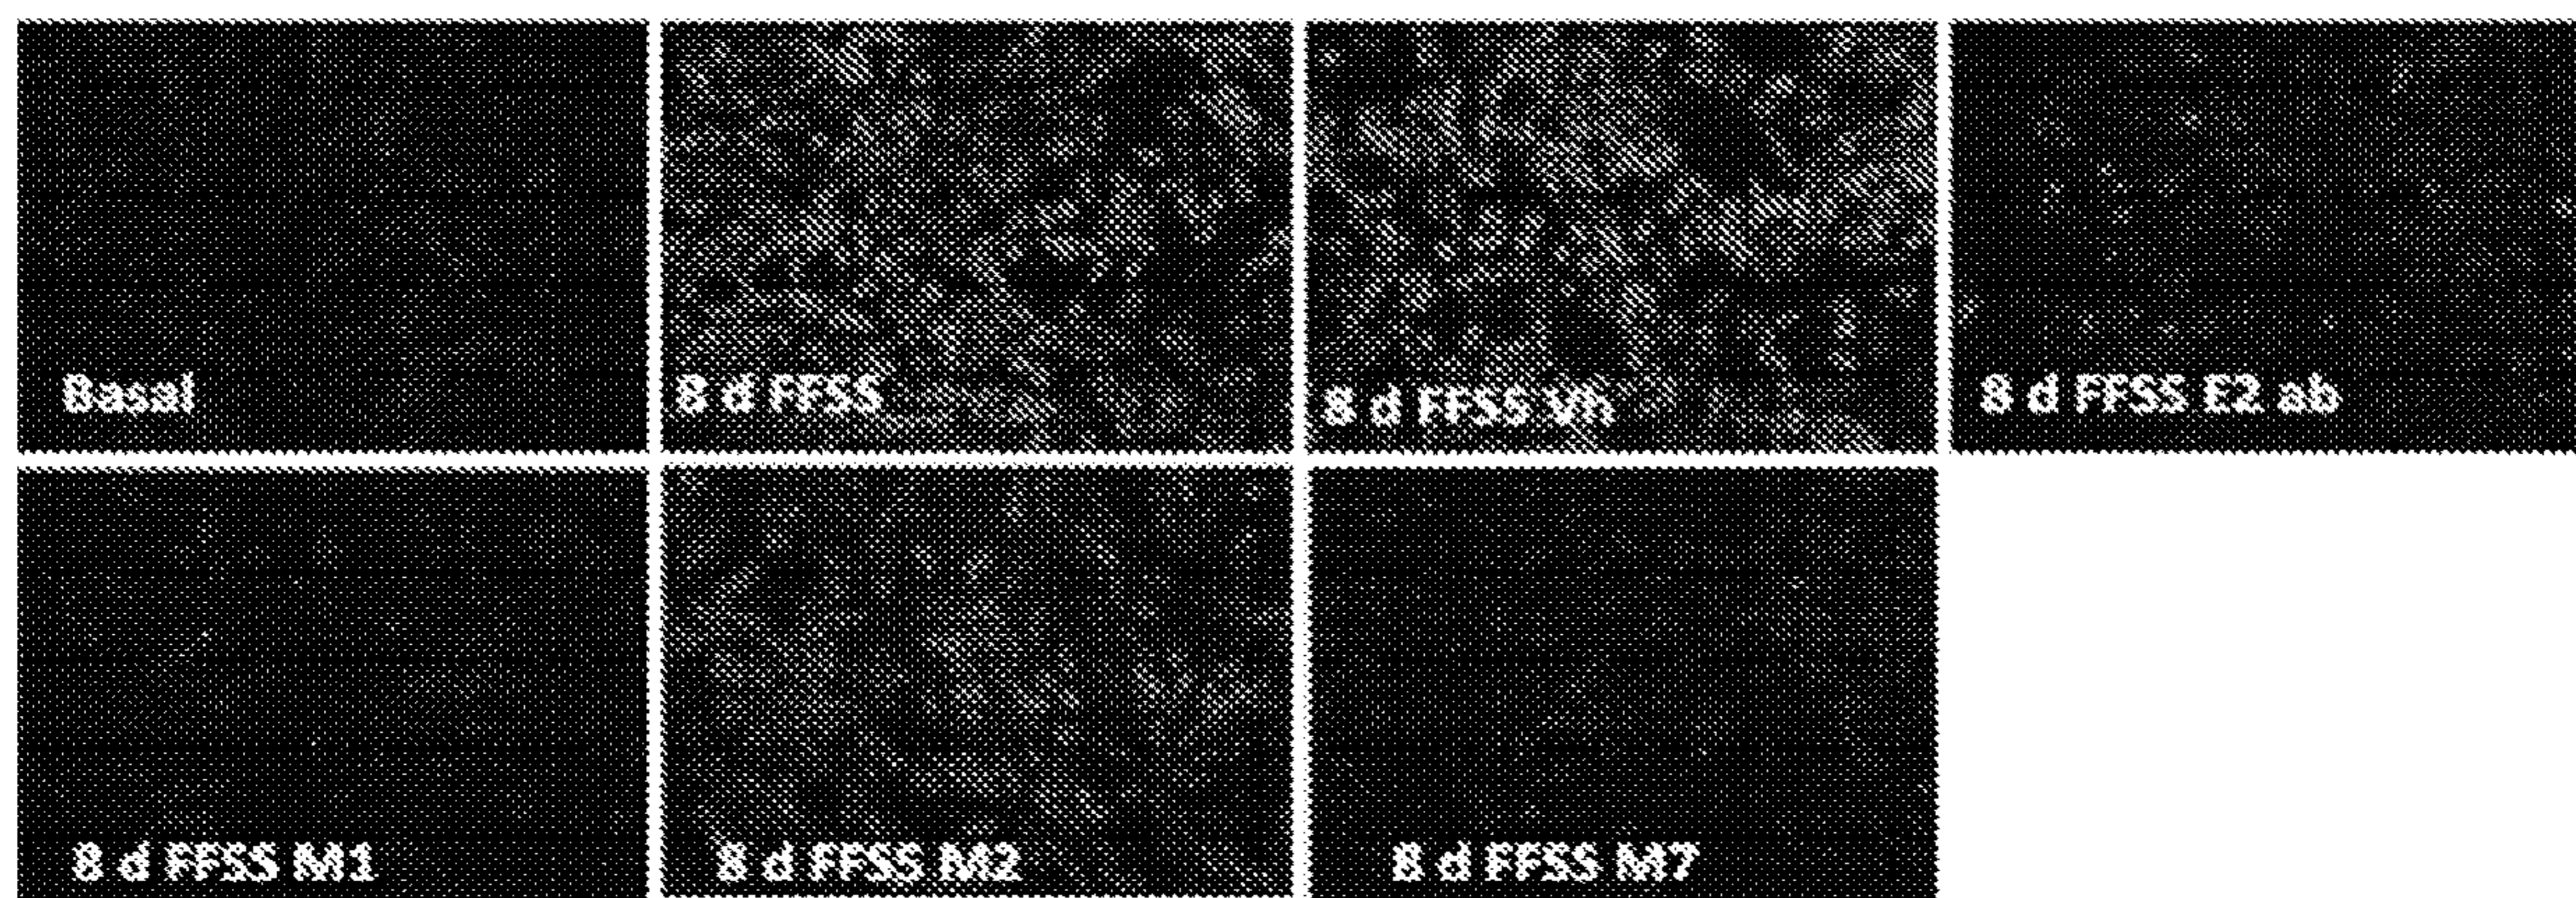 Basal
8 d FFSS
8 d FFSS Vh
8 d FFSS E2 ab
8 d FFSS M1
8 d FFSS M2
8 d FFSS M7